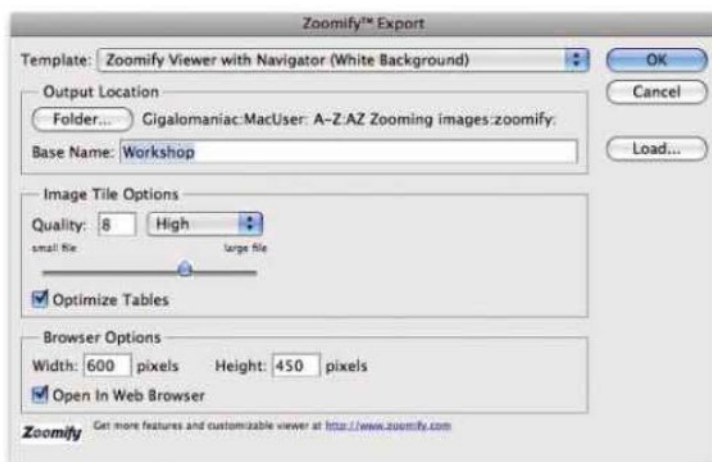 Zoomify™ Export
Template: Zoomify Viewer with Navigator (White Background)
OK
Cancel
Load...
Output Location
Folder... Gigalomaniac:MacUser: A-Z:AZ Zooming images:zoomify:
Base Name: Workshop
Image Tile Options
Quality: 8 High
small file large file
Optimize Tables
Browser Options
Width: 600 pixels Height: 450 pixels
Open In Web Browser
Zoomify Get more features and customizable viewer at http://www.zoomify.com